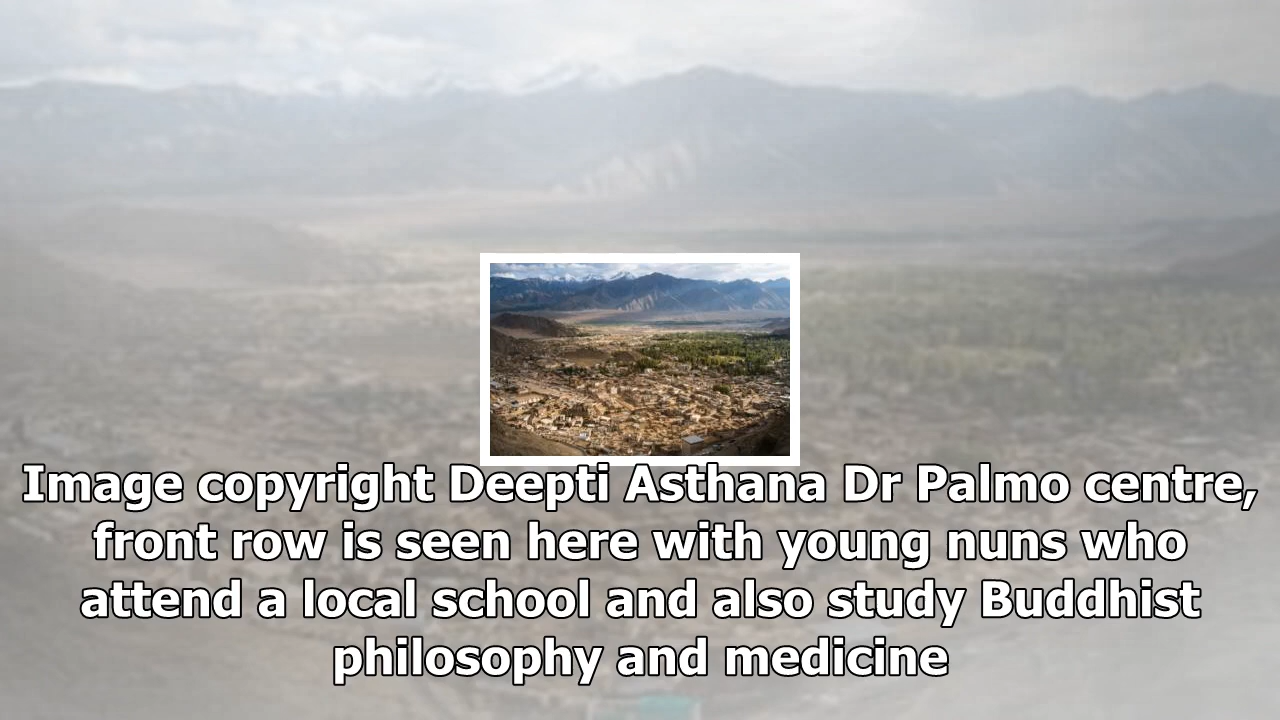 Image copyright Deepti Asthana Dr Palmo centre,
front row is seen here with young nuns who
attend a local school and also study Buddhist
philosophy and medicine